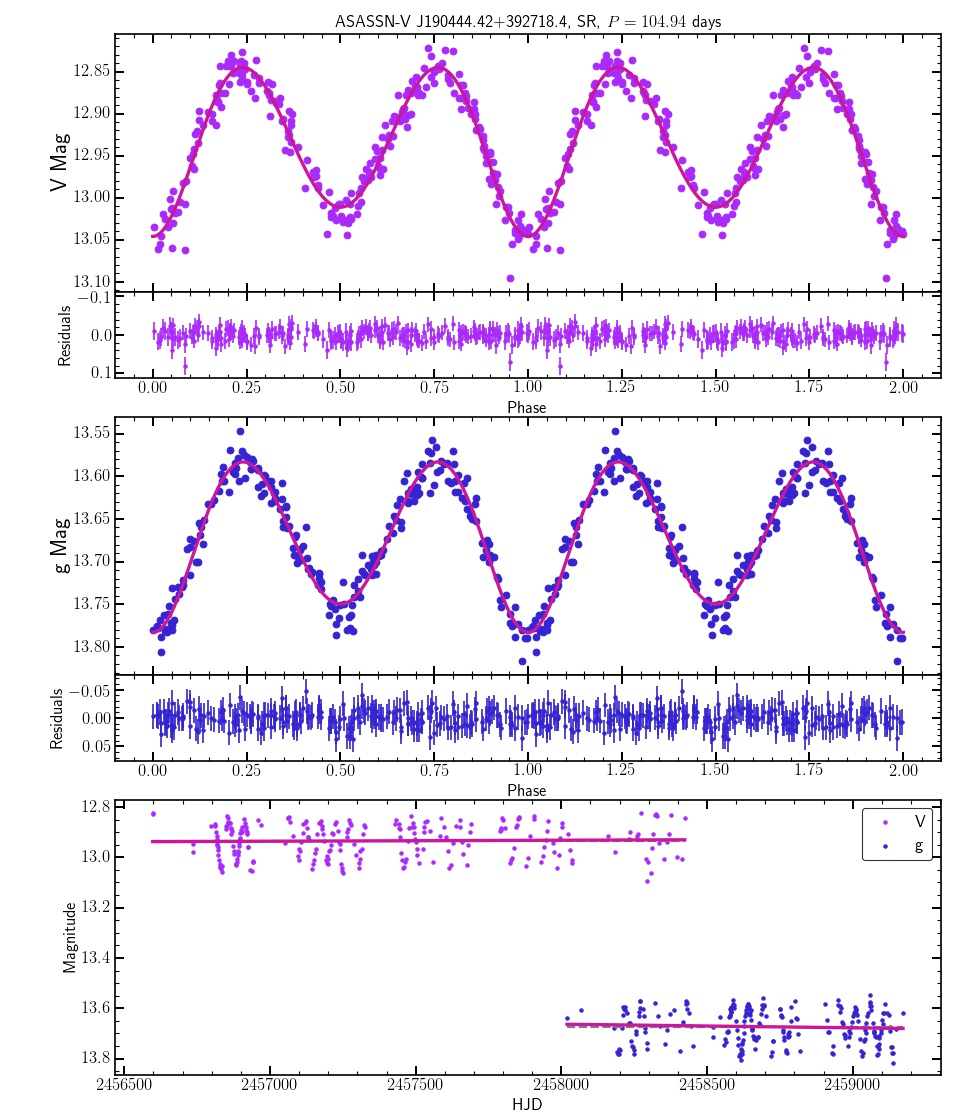 ASASSN-V J190444.42+392718.4, SR, P = 104.94 days
12.85
12.90
12.95
13.00
13.05
13.10
V Mag
−0.1
0.0
0.1
Residuals
0.00 0.25 0.50 0.75 1.00 1.25 1.50 1.75 2.00
Phase
13.55
13.60
13.65
13.70
13.75
13.80
g Mag
−0.05
0.00
0.05
Residuals
0.00 0.25 0.50 0.75 1.00 1.25 1.50 1.75 2.00
Phase
12.8
13.0
13.2
13.4
13.6
13.8
Magnitude
V
g
2456500 2457000 2457500 2458000 2458500 2459000
HJD